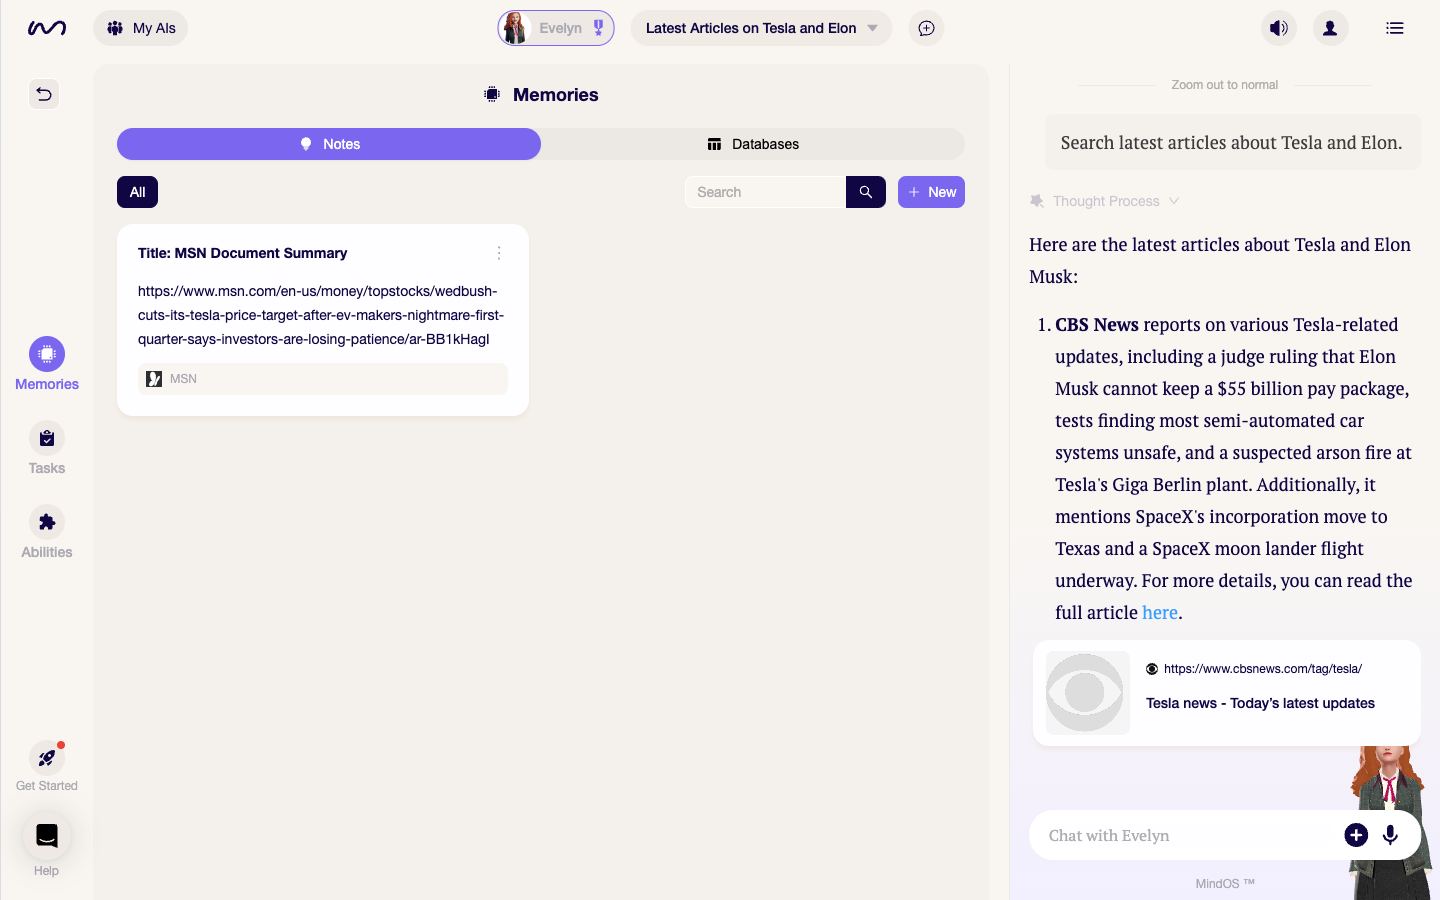 My AIs
Evelyn
Latest Articles on Tesla and Elon
Memories
Notes
Databases
All
Search
New
Title: MSN Document Summary
https://www.msn.com/en-us/money/topstocks/wedbush-
cuts-its-tesla-price-target-after-ev-makers-nightmare-first-
quarter-says-investors-are-losing-patience/ar-BB1kHagI
MSN
Memories
Tasks
Abilities
Get Started
Help
Zoom out to normal
Search latest articles about Tesla and Elon.
Thought Process
Here are the latest articles about Tesla and Elon
Musk:
1. CBS News reports on various Tesla-related
updates, including a judge ruling that Elon
Musk cannot keep a $55 billion pay package,
tests finding most semi-automated car
systems unsafe, and a suspected arson fire at
Tesla's Giga Berlin plant. Additionally, it
mentions SpaceX's incorporation move to
Texas and a SpaceX moon lander flight
underway. For more details, you can read the
full article here.
https://www.cbsnews.com/tag/tesla/
Tesla news - Today's latest updates
Chat with Evelyn
MindOS ™